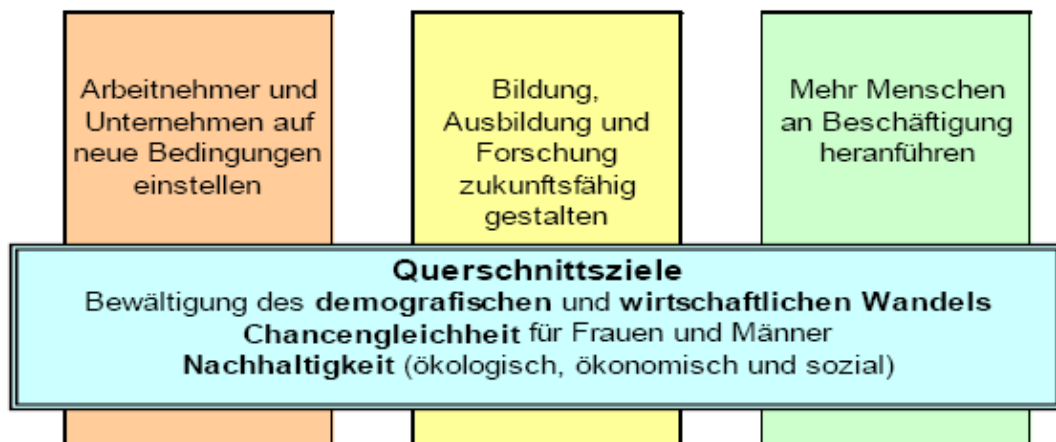 Arbeitnehmer und
Unternehmen auf
neue Bedingungen
einstellen
Bildung,
Ausbildung und
Forschung
zukunftsfähig
gestalten
Mehr Menschen
an Beschäftigung
heranführen
Querschnittsziele
Bewältigung des demografischen und wirtschaftlichen Wandels
Chancengleichheit für Frauen und Männer
Nachhaltigkeit (ökologisch, ökonomisch und sozial)